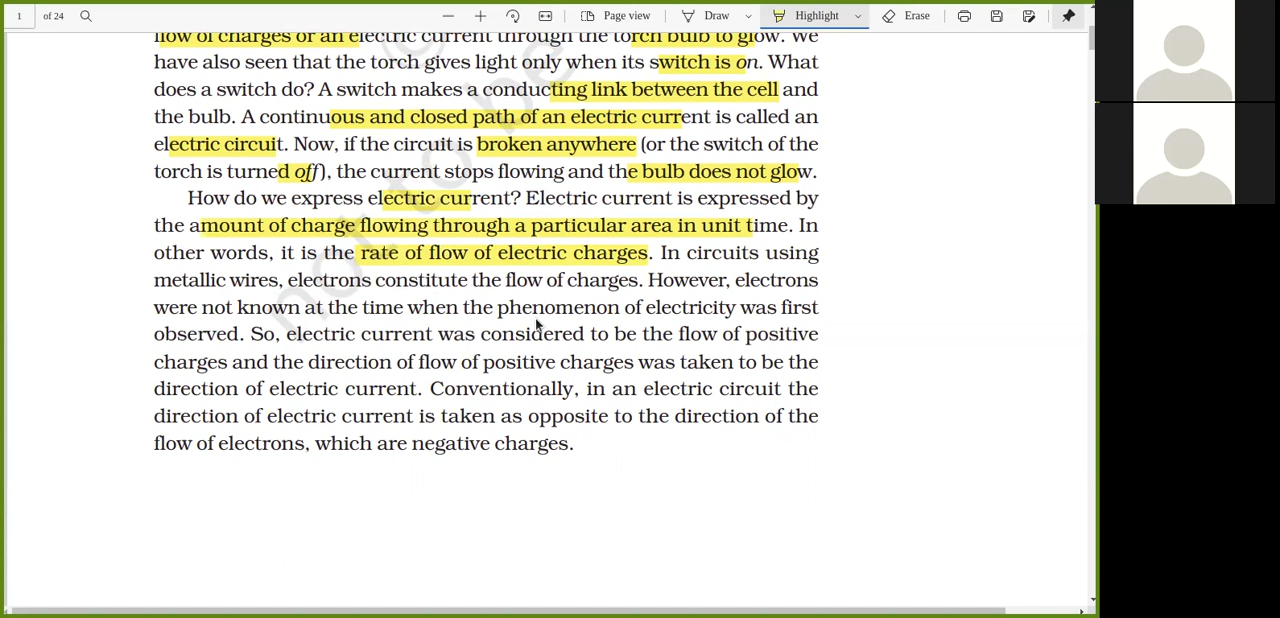 1 of 24 Page view Draw Highlight Erase
flow of charges or an electric current through the torch bulb to glow. We
have also seen that the torch gives light only when its switch is on. What
does a switch do? A switch makes a conducting link between the cell and
the bulb. A continuous and closed path of an electric current is called an
electric circuit. Now, if the circuit is broken anywhere (or the switch of the
torch is turned off), the current stops flowing and the bulb does not glow.
How do we express electric current? Electric current is expressed by
the amount of charge flowing through a particular area in unit time. In
other words, it is the rate of flow of electric charges. In circuits using
metallic wires, electrons constitute the flow of charges. However, electrons
were not known at the time when the phenomenon of electricity was first
observed. So, electric current was considered to be the flow of positive
charges and the direction of flow of positive charges was taken to be the
direction of electric current. Conventionally, in an electric circuit the
direction of electric current is taken as opposite to the direction of the
flow of electrons, which are negative charges.
©
not to be